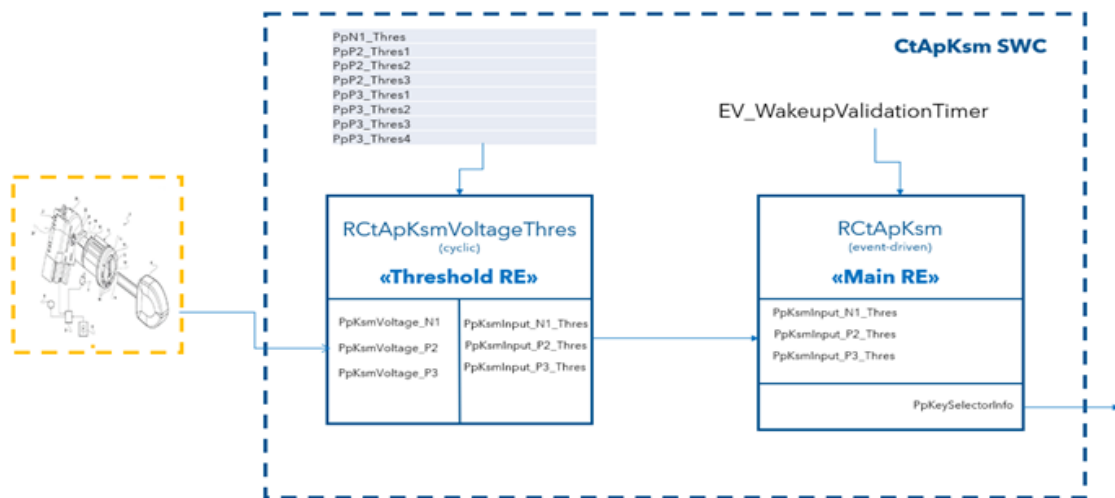 PpN1_Thres
PpP2_Thres1
PpP2_Thres2
PpP2_Thres3
PpP3_Thres1
PpP3_Thres2
PpP3_Thres3
PpP3_Thres4
CtApKsm SWC
EV_WakeupValidationTimer
RCtApKsmVoltageThres
(cyclic)
«Threshold RE»
PpKsmVoltage_N1
PpKsmVoltage_P2
PpKsmVoltage_P3
PpKsmInput_N1_Thres
PpKsmInput_P2_Thres
PpKsmInput_P3_Thres
RCtApKsm
(event-driven)
«Main RE»
PpKsmInput_N1_Thres
PpKsmInput_P2_Thres
PpKsmInput_P3_Thres
PpKeySelectorInfo